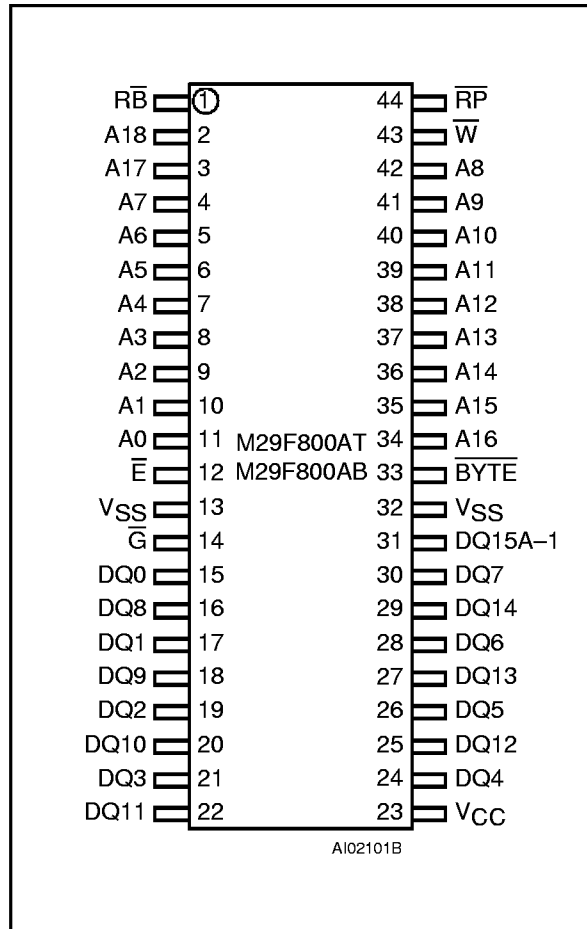 RB̅ 1 44 R̅P̅
A18 2 43 W̅
A17 3 42 A8
A7 4 41 A9
A6 5 40 A10
A5 6 39 A11
A4 7 38 A12
A3 8 37 A13
A2 9 36 A14
A1 10 35 A15
A0 11 M29F800AT 34 A16
E̅ 12 M29F800AB 33 B̅Y̅T̅E̅
VSS 13 32 VSS
G̅ 14 31 DQ15A–1
DQ0 15 30 DQ7
DQ8 16 29 DQ14
DQ1 17 28 DQ6
DQ9 18 27 DQ13
DQ2 19 26 DQ5
DQ10 20 25 DQ12
DQ3 21 24 DQ4
DQ11 22 23 VCC
AI02101B